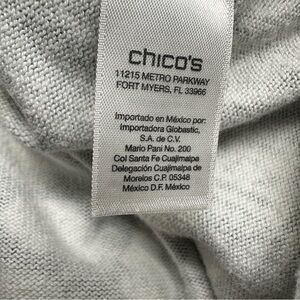 chico's
11215 METRO PARKWAY
FORT MYERS, FL 33966
Importado en México por:
Importadora Globastic,
S.A. de C.V.
Mario Pani No. 200
Col Santa Fe Cuajimalpa
Delegación Cuajimalpa de
Morelos C.P. 05348
México D.F. México